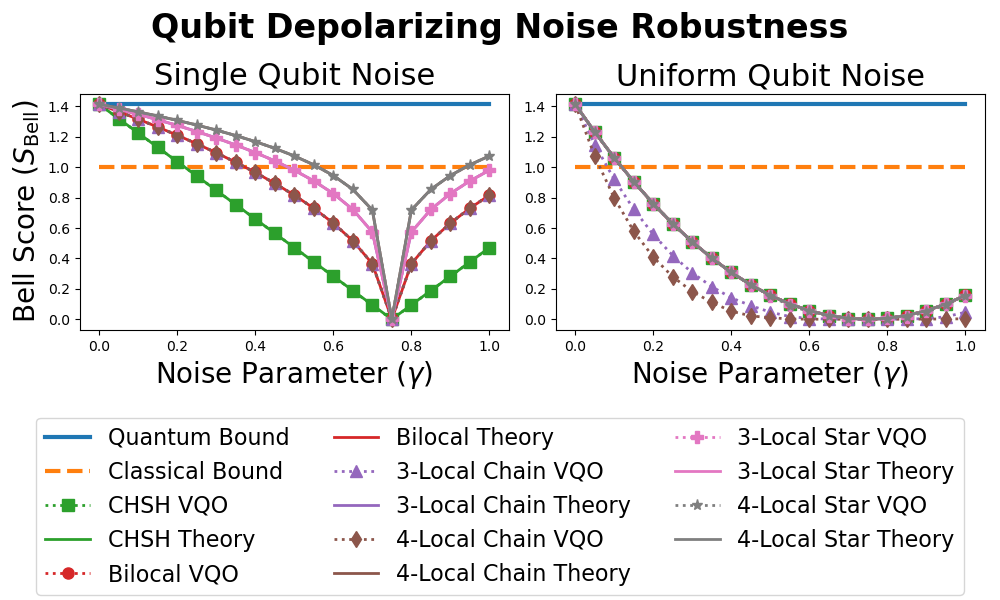 Qubit Depolarizing Noise Robustness
Single Qubit Noise
Uniform Qubit Noise
Bell Score (S_Bell)
1.4
1.2
1.0
0.8
0.6
0.4
0.2
0.0
0.0 0.2 0.4 0.6 0.8 1.0
Noise Parameter (γ)
1.4
1.2
1.0
0.8
0.6
0.4
0.2
0.0
0.0 0.2 0.4 0.6 0.8 1.0
Noise Parameter (γ)
Quantum Bound
Classical Bound
CHSH VQO
CHSH Theory
Bilocal VQO
Bilocal Theory
3-Local Chain VQO
3-Local Chain Theory
4-Local Chain VQO
4-Local Chain Theory
3-Local Star VQO
3-Local Star Theory
4-Local Star VQO
4-Local Star Theory